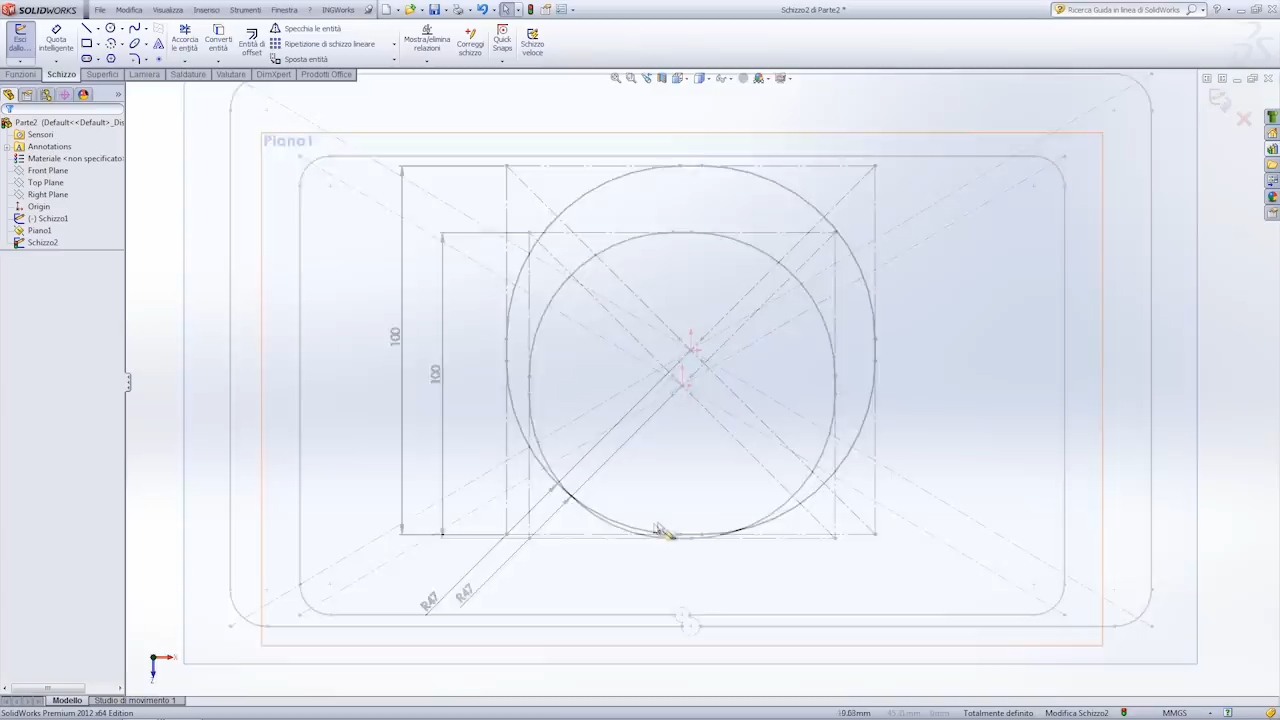 SOLIDWORKS File Modifica Visualizza Inserisci Strumenti Finestra ? INGWorks Schizzo2 di Parte2 * Ricerca Guida in linea di SolidWorks
Esci dallo... Quota intelligente Accorcia le entità Converti entità Entità di offset Specchia le entità Ripetizione di schizzo lineare Sposta entità Mostra/elimina relazioni Correggi schizzo Quick Snaps Schizzo veloce
Funzioni Schizzo Superfici Lamiera Saldature Valutare DimXpert Prodotti Office
Parte2 (Default<<Default>_Dis
Sensori
Annotations
Materiale <non specificato>
Front Plane
Top Plane
Right Plane
Origin
(-) Schizzo1
Piano1
Schizzo2
Piano1
100
100
R47
R47
X
Z
Modello Studio di movimento 1
SolidWorks Premium 2012 x64 Edition Totalmente definito Modifica Schizzo2 MMGS